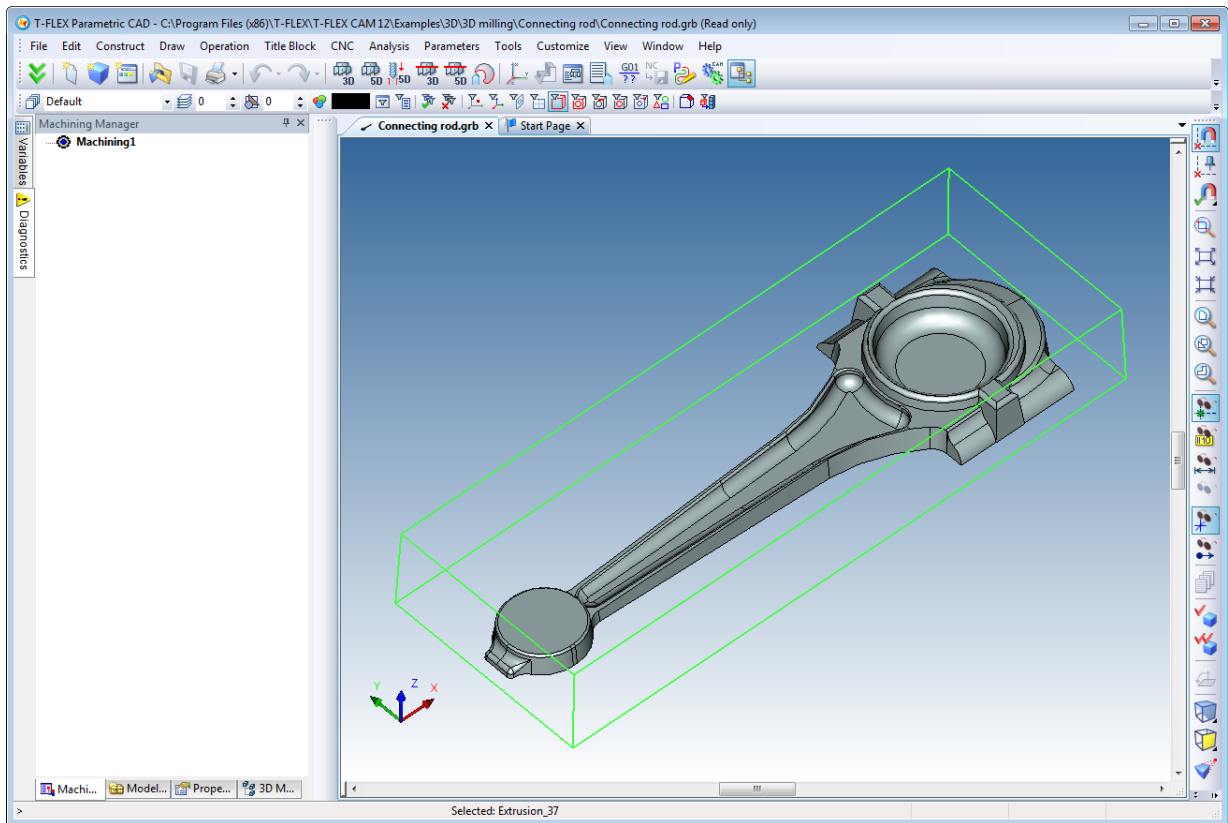 T-FLEX Parametric CAD - C:\Program Files (x86)\T-FLEX\T-FLEX CAM 12\Examples\3D\3D milling\Connecting rod\Connecting rod.grb (Read only)
File Edit Construct Draw Operation Title Block CNC Analysis Parameters Tools Customize View Window Help
3D 5D 5D 3D 5D G01 ?? NC
Default 0 0
Machining Manager
Connecting rod.grb Start Page
Machining1
Variables
Diagnostics
Y Z X
Machi... Model... Prope... 3D M...
> Selected: Extrusion_37